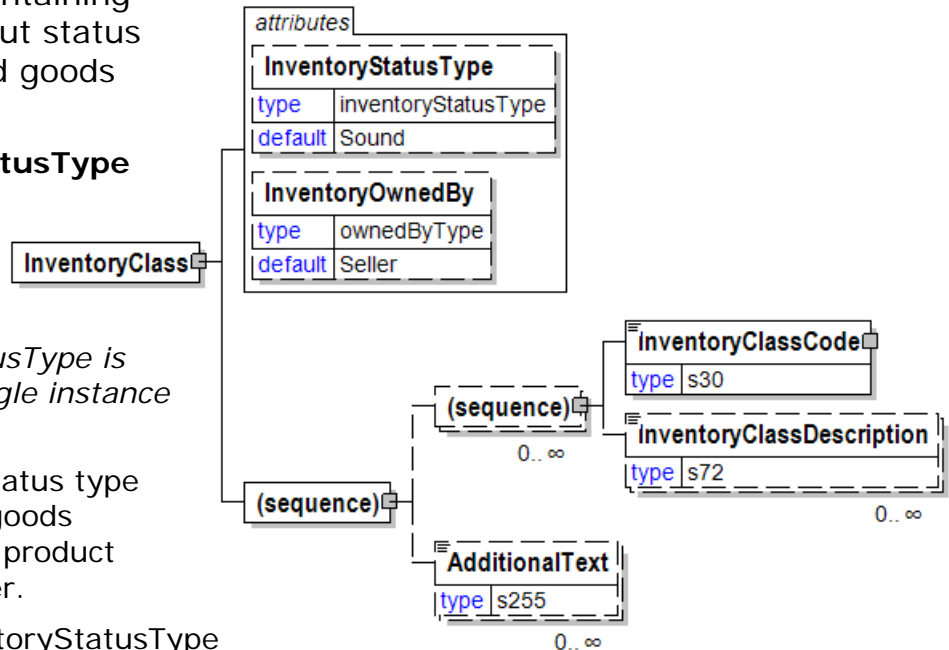 ntaining
ut status
d goods
tusType
usType is
gle instance
atus type
goods
product
er.
toryStatusType
attributes
InventoryStatusType
type inventoryStatusType
default Sound
InventoryOwnedBy
type ownedByType
default Seller
InventoryClass
(sequence)
(sequence)
0.. ∞
InventoryClassCode
type s30
InventoryClassDescription
type s72
0.. ∞
AdditionalText
type s255
0.. ∞